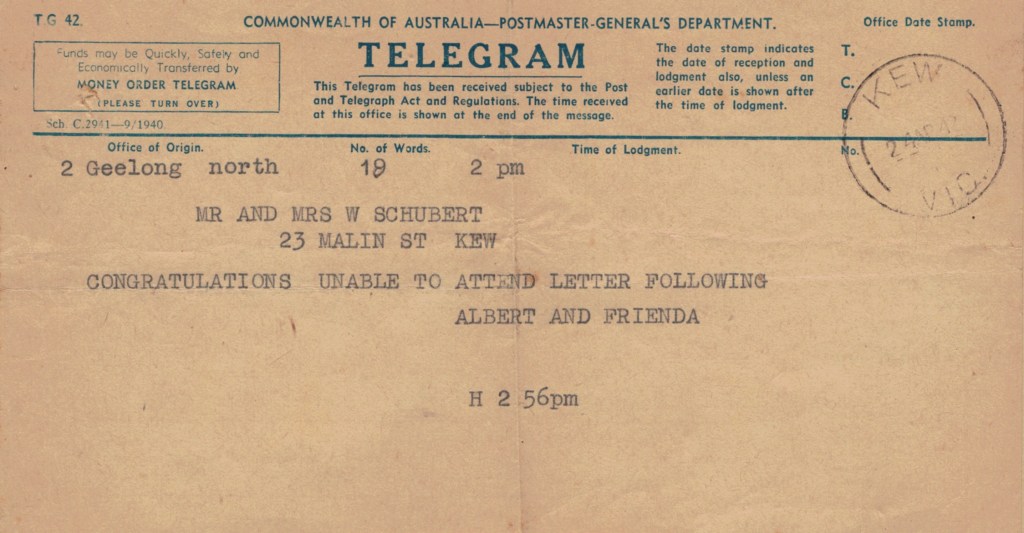 T.G 42.
COMMONWEALTH OF AUSTRALIA—POSTMASTER-GENERAL'S DEPARTMENT.
Office Date Stamp.
Funds may be Quickly, Safely and
Economically Transferred by
MONEY ORDER TELEGRAM
(PLEASE TURN OVER)
Sch. C.2941—9/1940.
TELEGRAM
This Telegram has been received subject to the Post
and Telegraph Act and Regulations. The time received
at this office is shown at the end of the message.
The date stamp indicates
the date of reception and
lodgment also, unless an
earlier date is shown after
the time of lodgment.
T.
C.
B.
No.
KEW
VIC.
Office of Origin. No. of Words. Time of Lodgment.
2 Geelong north 19 2 pm
MR AND MRS W SCHUBERT
23 MALIN ST KEW
CONGRATULATIONS UNABLE TO ATTEND LETTER FOLLOWING
ALBERT AND FRIENDA
H 2 56pm